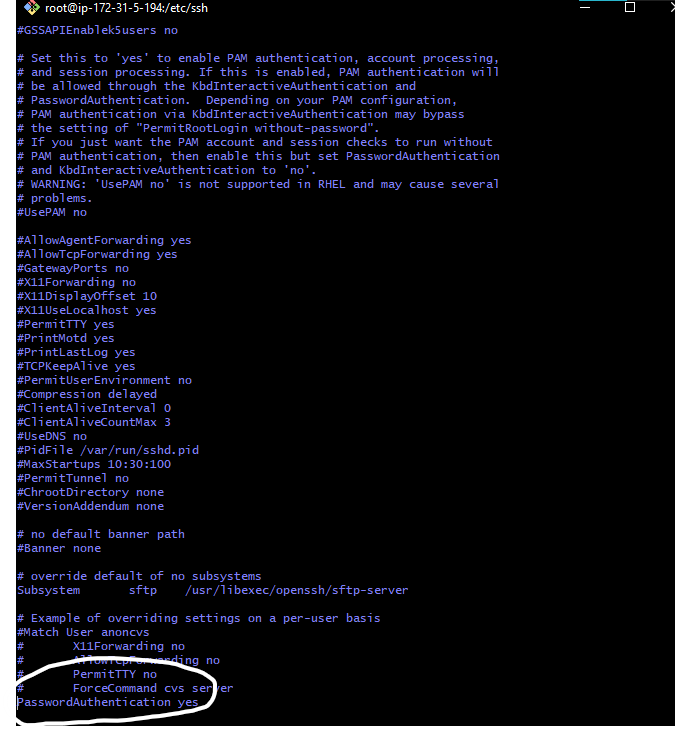 root@ip-172-31-5-194:/etc/ssh
#GSSAPIEnablek5users no
# Set this to 'yes' to enable PAM authentication, account processing,
# and session processing. If this is enabled, PAM authentication will
# be allowed through the KbdInteractiveAuthentication and
# PasswordAuthentication.  Depending on your PAM configuration,
# PAM authentication via KbdInteractiveAuthentication may bypass
# the setting of "PermitRootLogin without-password".
# If you just want the PAM account and session checks to run without
# PAM authentication, then enable this but set PasswordAuthentication
# and KbdInteractiveAuthentication to 'no'.
# WARNING: 'UsePAM no' is not supported in RHEL and may cause several
# problems.
#UsePAM no
#AllowAgentForwarding yes
#AllowTcpForwarding yes
#GatewayPorts no
#X11Forwarding no
#X11DisplayOffset 10
#X11UseLocalhost yes
#PermitTTY yes
#PrintMotd yes
#PrintLastLog yes
#TCPKeepAlive yes
#PermitUserEnvironment no
#Compression delayed
#ClientAliveInterval 0
#ClientAliveCountMax 3
#UseDNS no
#PidFile /var/run/sshd.pid
#MaxStartups 10:30:100
#PermitTunnel no
#ChrootDirectory none
#VersionAddendum none
# no default banner path
#Banner none
# override default of no subsystems
Subsystem       sftp    /usr/libexec/openssh/sftp-server
# Example of overriding settings on a per-user basis
#Match User anoncvs
#       X11Forwarding no
#       AllowTcpForwarding no
#       PermitTTY no
#       ForceCommand cvs server
PasswordAuthentication yes